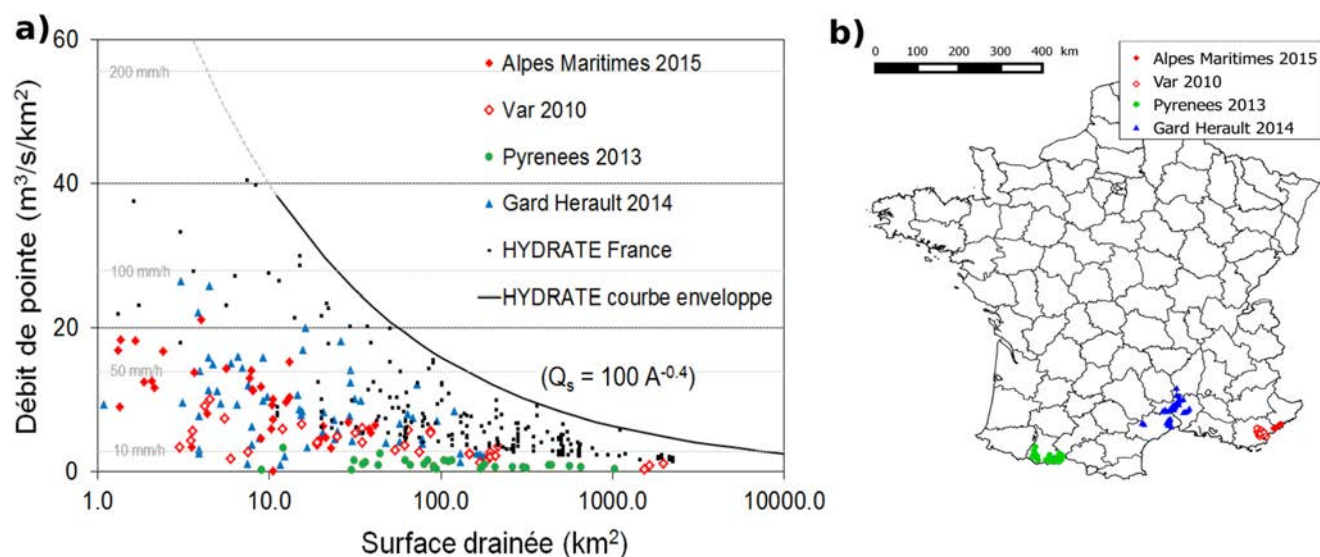 a)
Débit de pointe (m³/s/km²)
60
40
20
0
200 mm/h
100 mm/h
50 mm/h
10 mm/h
Alpes Maritimes 2015
Var 2010
Pyrenees 2013
Gard Herault 2014
HYDRATE France
HYDRATE courbe enveloppe
(Qₛ = 100 A⁻⁰·⁴)
1.0 10.0 100.0 1000.0 10000.0
Surface drainée (km²)
b)
0 100 200 300 400 km
Alpes Maritimes 2015
Var 2010
Pyrenees 2013
Gard Herault 2014